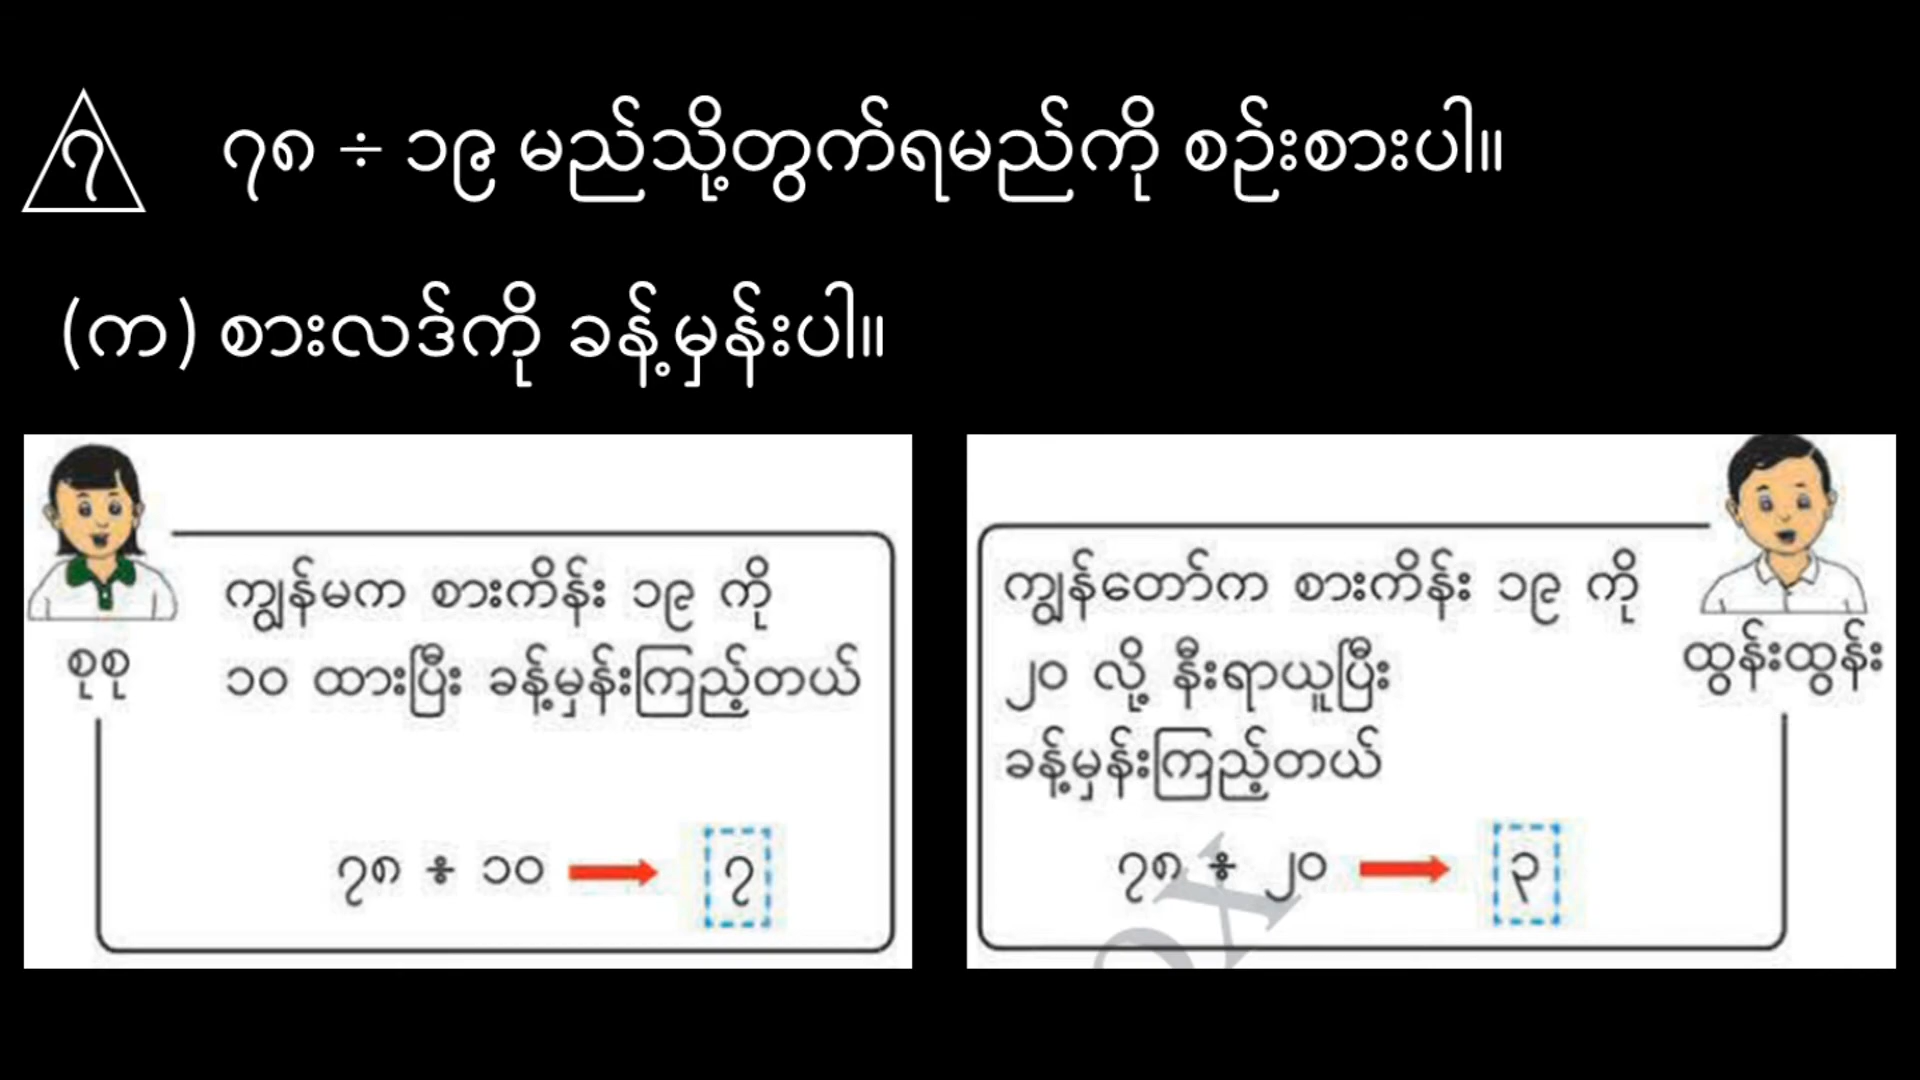 ၇ ၇၈ ÷ ၁၉ မည်သို့တွက်ရမည်ကို စဉ်းစားပါ။
(က) စားလဒ်ကို ခန့်မှန်းပါ။
စုစု
ကျွန်မက စားကိန်း ၁၉ ကို
၁၀ ထားပြီး ခန့်မှန်းကြည့်တယ်
၇၈ ÷ ၁၀ → ၇
ထွန်းထွန်း
ကျွန်တော်က စားကိန်း ၁၉ ကို
၂၀ လို့ နီးရာယူပြီး
ခန့်မှန်းကြည့်တယ်
၇၈ ÷ ၂၀ → ၃